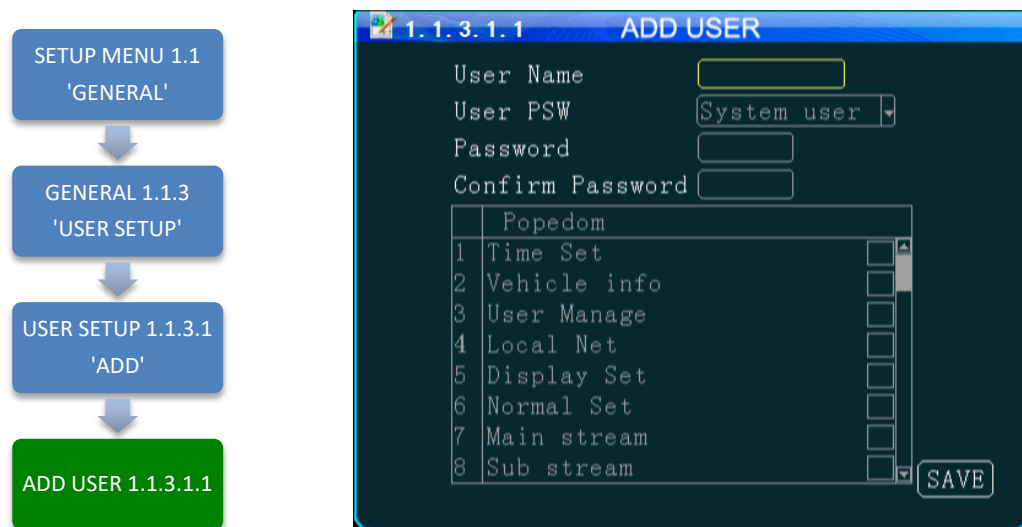 SETUP MENU 1.1
'GENERAL'
GENERAL 1.1.3
'USER SETUP'
USER SETUP 1.1.3.1
'ADD'
ADD USER 1.1.3.1.1
1.1.3.1.1 ADD USER
User Name
User PSW System user
Password
Confirm Password
Popedom
1 Time Set
2 Vehicle info
3 User Manage
4 Local Net
5 Display Set
6 Normal Set
7 Main stream
8 Sub stream
SAVE